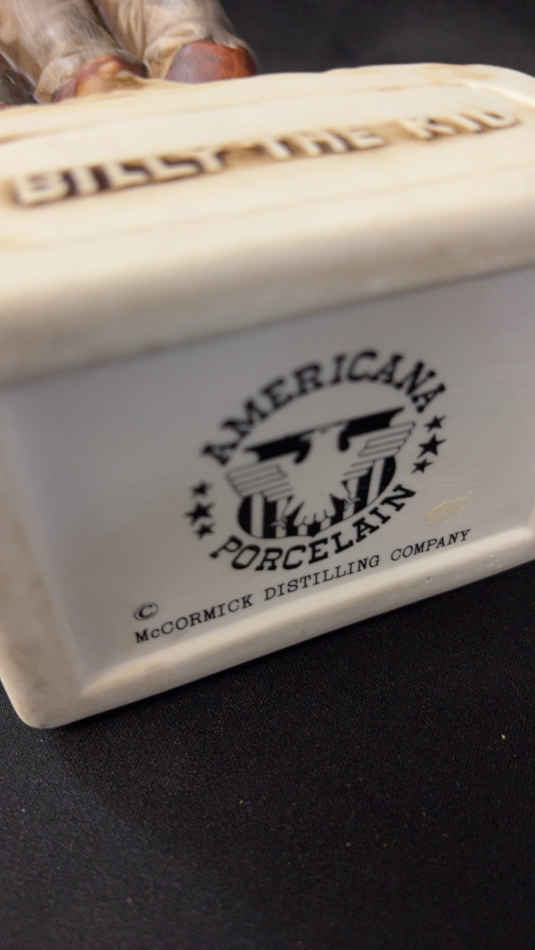 BILLY THE KID
AMERICANA
PORCELAIN
©
McCORMICK DISTILLING COMPANY